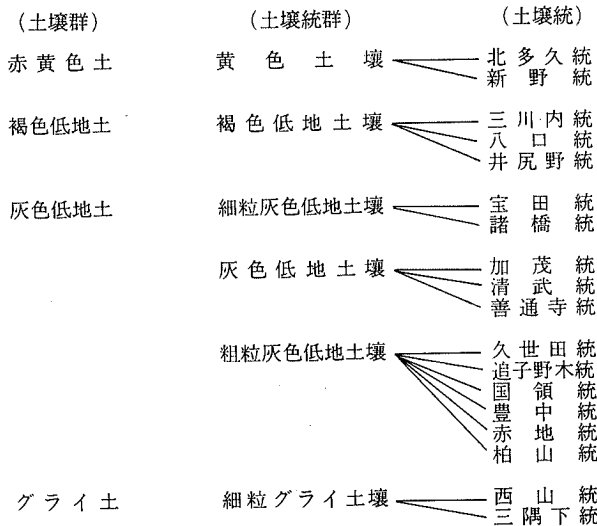 （土壌群） （土壌統群） （土壌統）
赤黄色土 黄色土壌 北多久統
新野統
褐色低地土 褐色低地土壌 三川内統
八口統
井尻野統
灰色低地土 細粒灰色低地土壌 宝田統
諸橋統
灰色低地土壌 加茂統
清武統
善通寺統
粗粒灰色低地土壌 久世田統
追子野木統
国領統
豊中統
赤地統
柏山統
グライ土 細粒グライ土壌 西山統
三隅下統